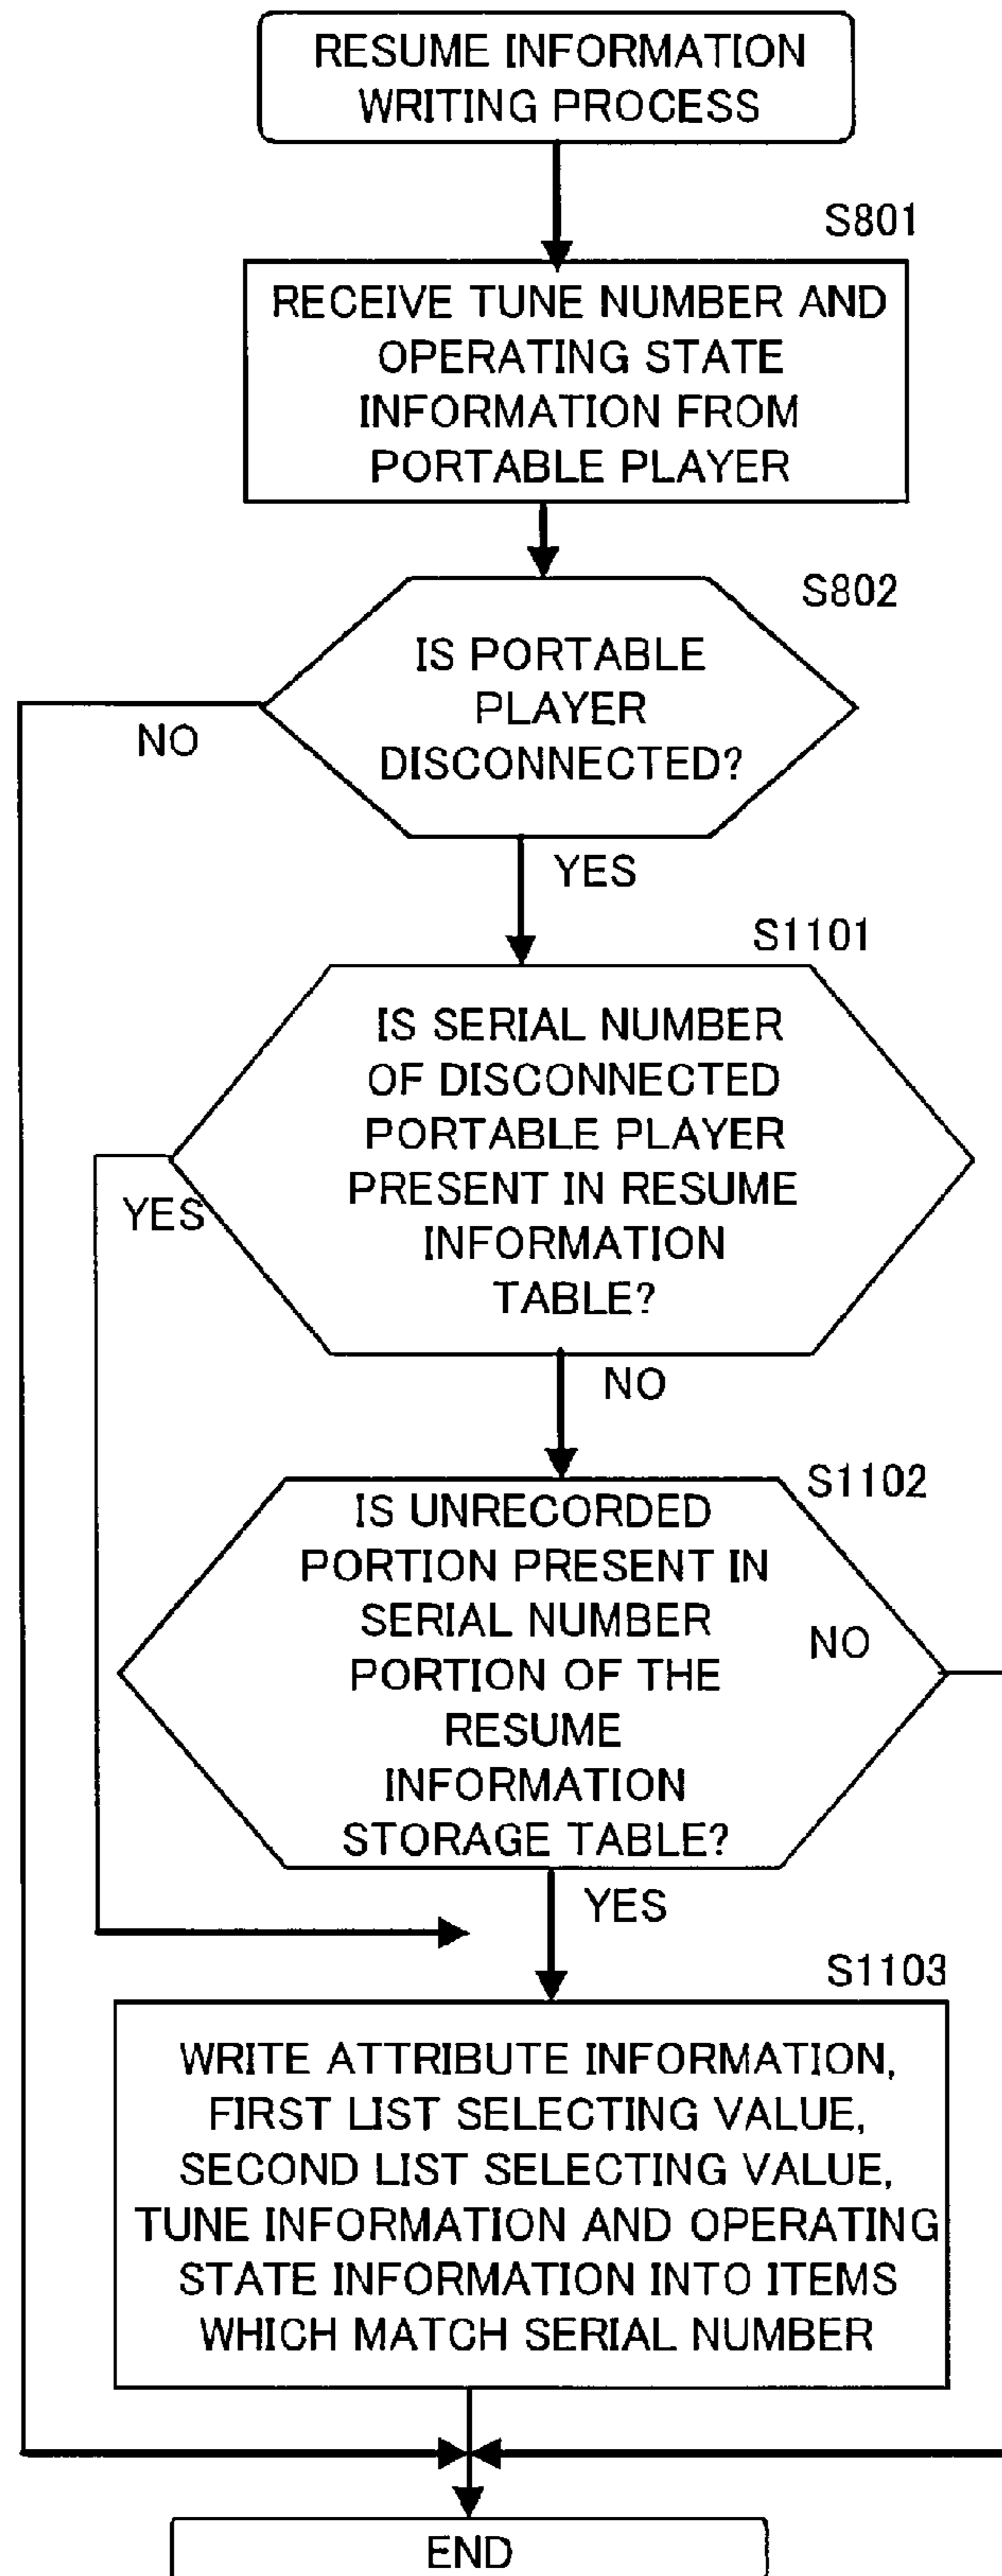 RESUME INFORMATION
WRITING PROCESS
S801
RECEIVE TUNE NUMBER AND
OPERATING STATE
INFORMATION FROM
PORTABLE PLAYER
S802
IS PORTABLE
PLAYER
DISCONNECTED?
NO
YES
S1101
IS SERIAL NUMBER
OF DISCONNECTED
PORTABLE PLAYER
PRESENT IN RESUME
INFORMATION
TABLE?
YES
NO
S1102
IS UNRECORDED
PORTION PRESENT IN
SERIAL NUMBER
PORTION OF THE
RESUME
INFORMATION
STORAGE TABLE?
NO
YES
S1103
WRITE ATTRIBUTE INFORMATION,
FIRST LIST SELECTING VALUE,
SECOND LIST SELECTING VALUE,
TUNE INFORMATION AND OPERATING
STATE INFORMATION INTO ITEMS
WHICH MATCH SERIAL NUMBER
END